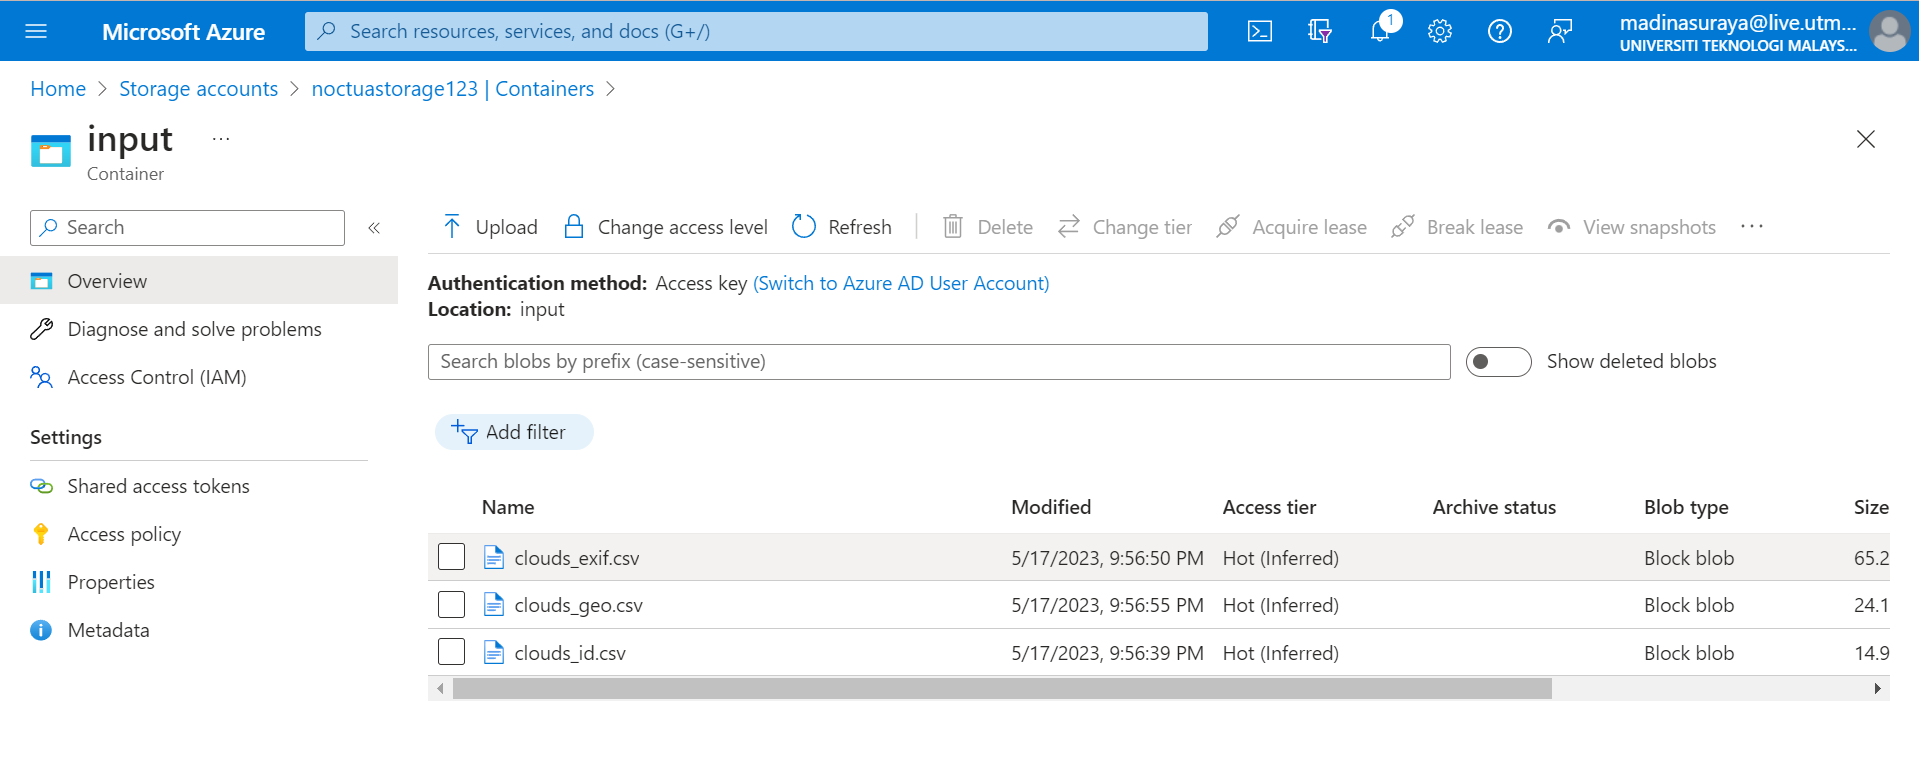 Microsoft Azure
Search resources, services, and docs (G+/)
1
madinasuraya@live.utm...
UNIVERSITI TEKNOLOGI MALAYS...
Home > Storage accounts > noctuastorage123 | Containers >
input ...
Container
Search «
Overview
Diagnose and solve problems
Access Control (IAM)
Settings
Shared access tokens
Access policy
Properties
Metadata
Upload Change access level Refresh Delete Change tier Acquire lease Break lease View snapshots ...
Authentication method: Access key (Switch to Azure AD User Account)
Location: input
Search blobs by prefix (case-sensitive) Show deleted blobs
Add filter
Name Modified Access tier Archive status Blob type Size
clouds_exif.csv 5/17/2023, 9:56:50 PM Hot (Inferred) Block blob 65.2
clouds_geo.csv 5/17/2023, 9:56:55 PM Hot (Inferred) Block blob 24.1
clouds_id.csv 5/17/2023, 9:56:39 PM Hot (Inferred) Block blob 14.9